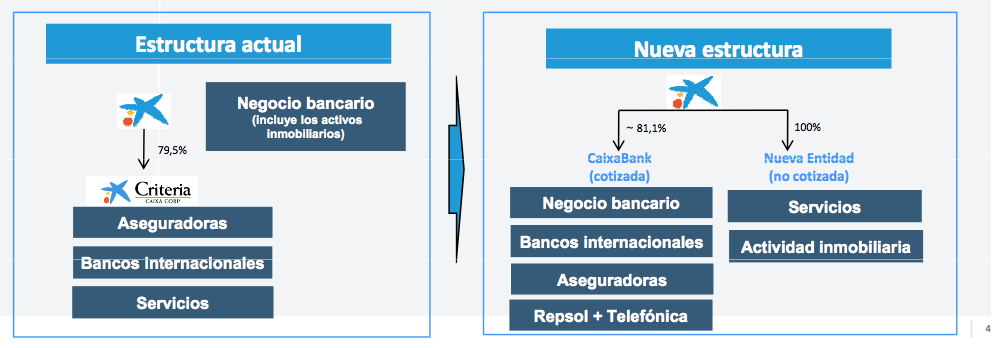 Estructura actual
Negocio bancario
(incluye los activos
inmobiliarios)
79,5%
Criteria
CAIXA CORP
Aseguradoras
Bancos internacionales
Servicios
Nueva estructura
~ 81,1%
100%
CaixaBank
(cotizada)
Negocio bancario
Bancos internacionales
Aseguradoras
Repsol + Telefónica
Nueva Entidad
(no cotizada)
Servicios
Actividad inmobiliaria
4